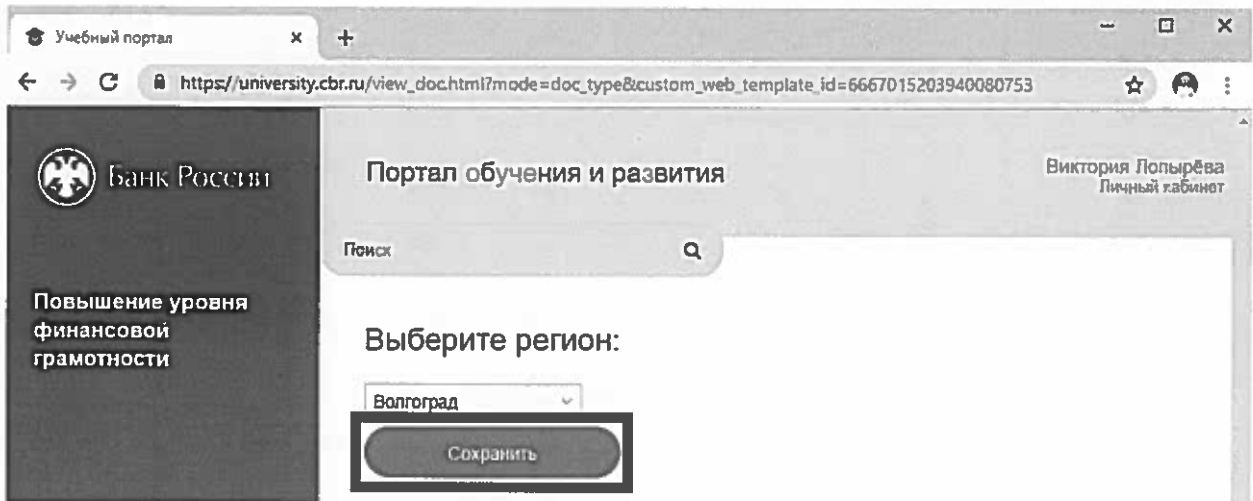 Учебный портал
https://university.cbr.ru/view_doc.html?mode=doc_type&custom_web_template_id=6667015203940080753
Банк России
Портал обучения и развития
Виктория Лопырёва
Личный кабинет
Поиск
Повышение уровня
финансовой
грамотности
Выберите регион:
Волгоград
Сохранить